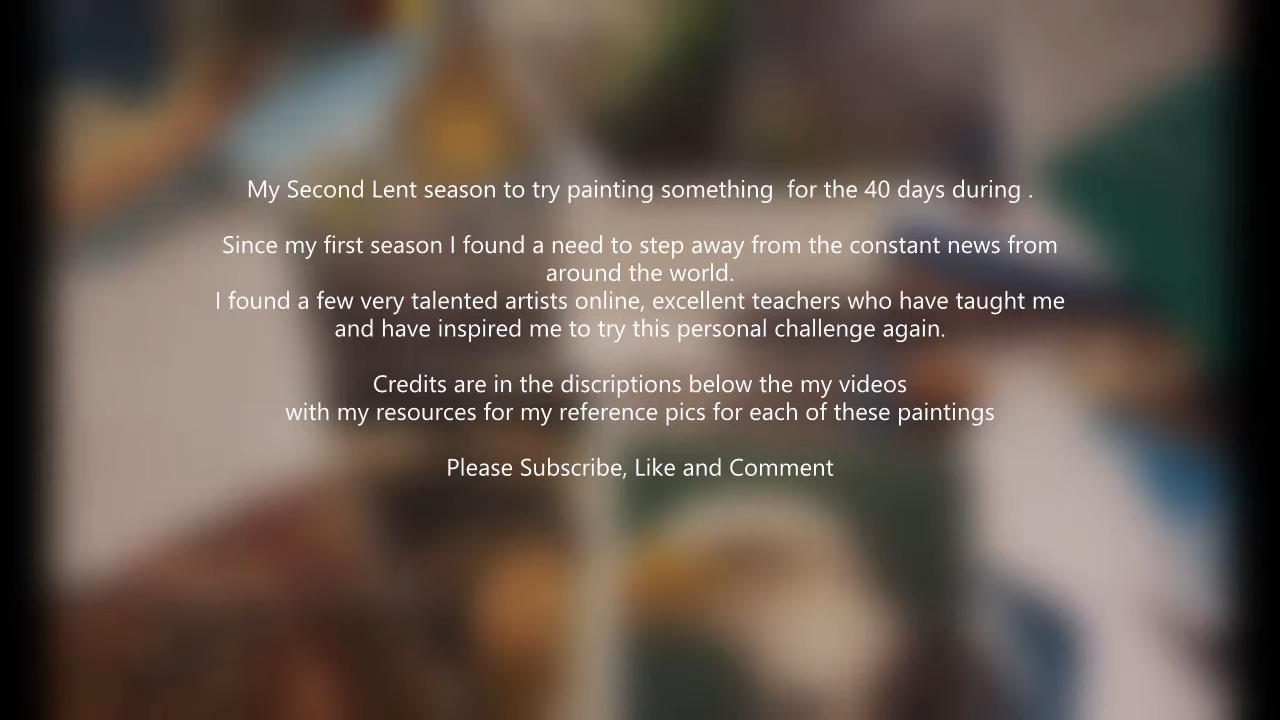 My Second Lent season to try painting something  for the 40 days during .
Since my first season I found a need to step away from the constant news from
around the world.
I found a few very talented artists online, excellent teachers who have taught me
and have inspired me to try this personal challenge again.
Credits are in the discriptions below the my videos
with my resources for my reference pics for each of these paintings
Please Subscribe, Like and Comment